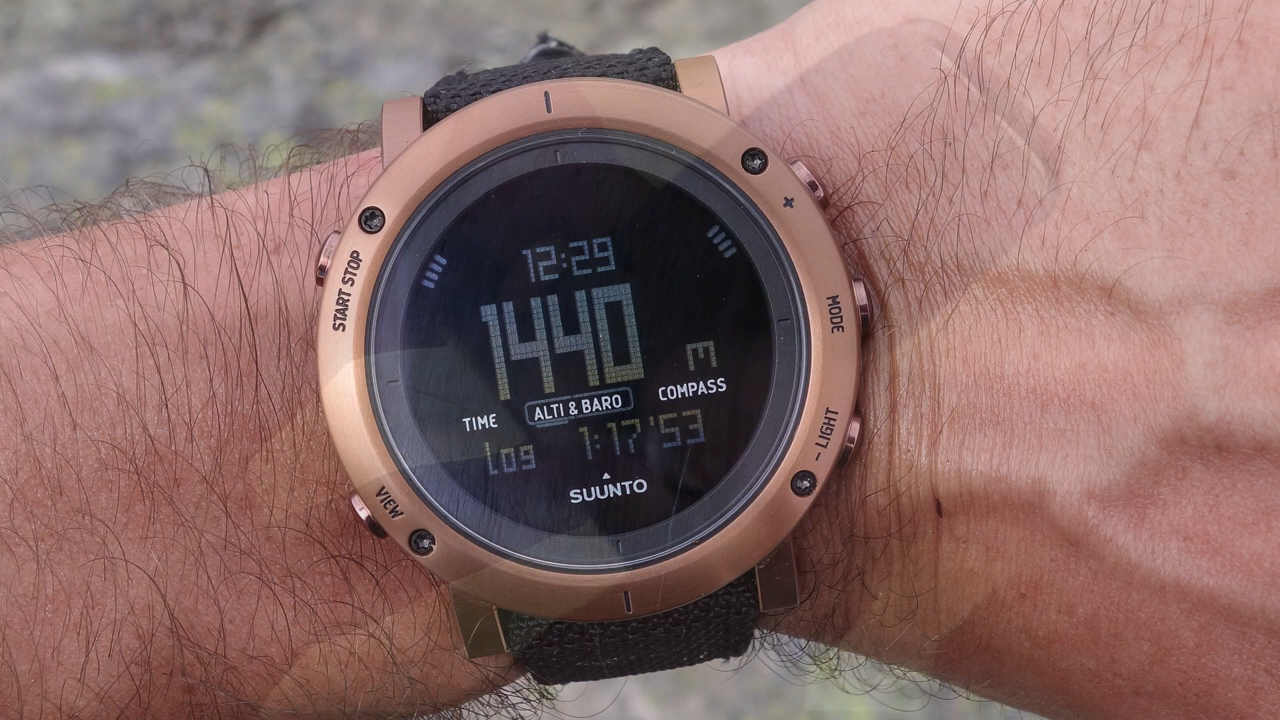 START STOP
+
12:29
1440
m
MODE
TIME
ALTI & BARO
COMPASS
Log 1:17'53
- LIGHT
SUUNTO
VIEW